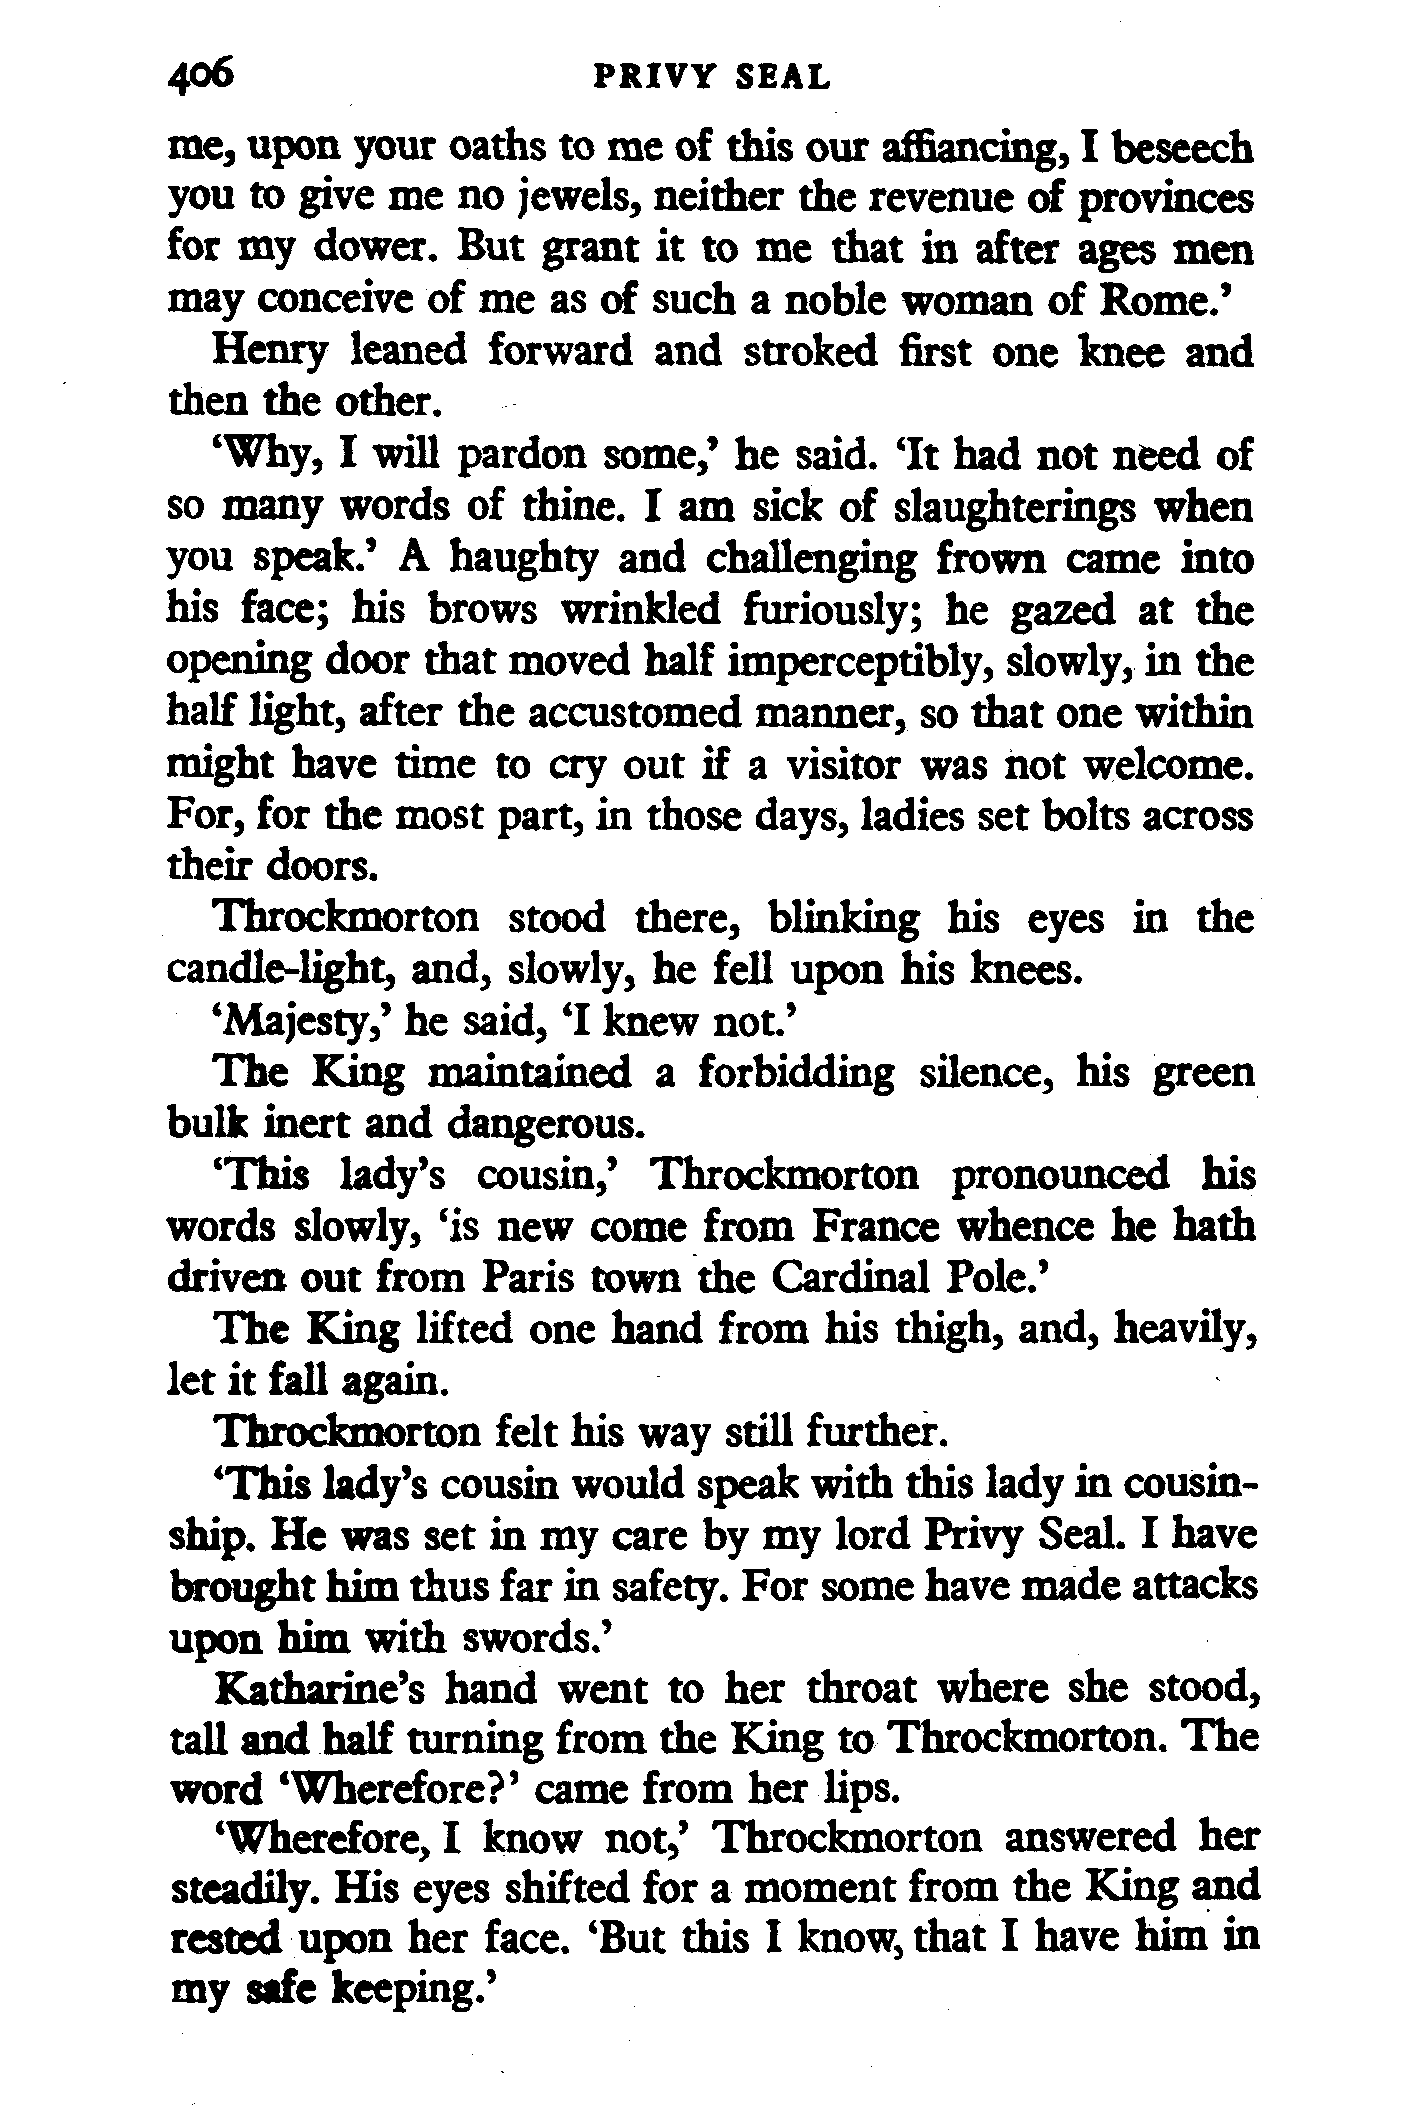 406 PRIVY SEAL
me, upon your oaths to me of this our affiancing, I beseech
you to give me no jewels, neither the revenue of provinces
for my dower. But grant it to me that in after ages men
may conceive of me as of such a noble woman of Rome.’
Henry leaned forward and stroked first one knee and
then the other.
‘Why, I will pardon some,’ he said. ‘It had not need of
so many words of thine. I am sick of slaughterings when
you speak.’ A haughty and challenging frown came into
his face; his brows wrinkled furiously; he gazed at the
opening door that moved half imperceptibly, slowly, in the
half light, after the accustomed manner, so that one within
might have time to cry out if a visitor was not welcome.
For, for the most part, in those days, ladies set bolts across
their doors.
Throckmorton stood there, blinking his eyes in the
candle-light, and, slowly, he fell upon his knees.
‘Majesty,’ he said, ‘I knew not.’
The King maintained a forbidding silence, his green
bulk inert and dangerous.
‘This lady’s cousin,’ Throckmorton pronounced his
words slowly, ‘is new come from France whence he hath
driven out from Paris town the Cardinal Pole.’
The King lifted one hand from his thigh, and, heavily,
let it fall again.
Throckmorton felt his way still further.
‘This lady’s cousin would speak with this lady in cousin-
ship. He was set in my care by my lord Privy Seal. I have
brought him thus far in safety. For some have made attacks
upon him with swords.’
Katharine’s hand went to her throat where she stood,
tall and half turning from the King to Throckmorton. The
word ‘Wherefore?’ came from her lips.
‘Wherefore, I know not,’ Throckmorton answered her
steadily. His eyes shifted for a moment from the King and
rested upon her face. ‘But this I know, that I have him in
my safe keeping.’